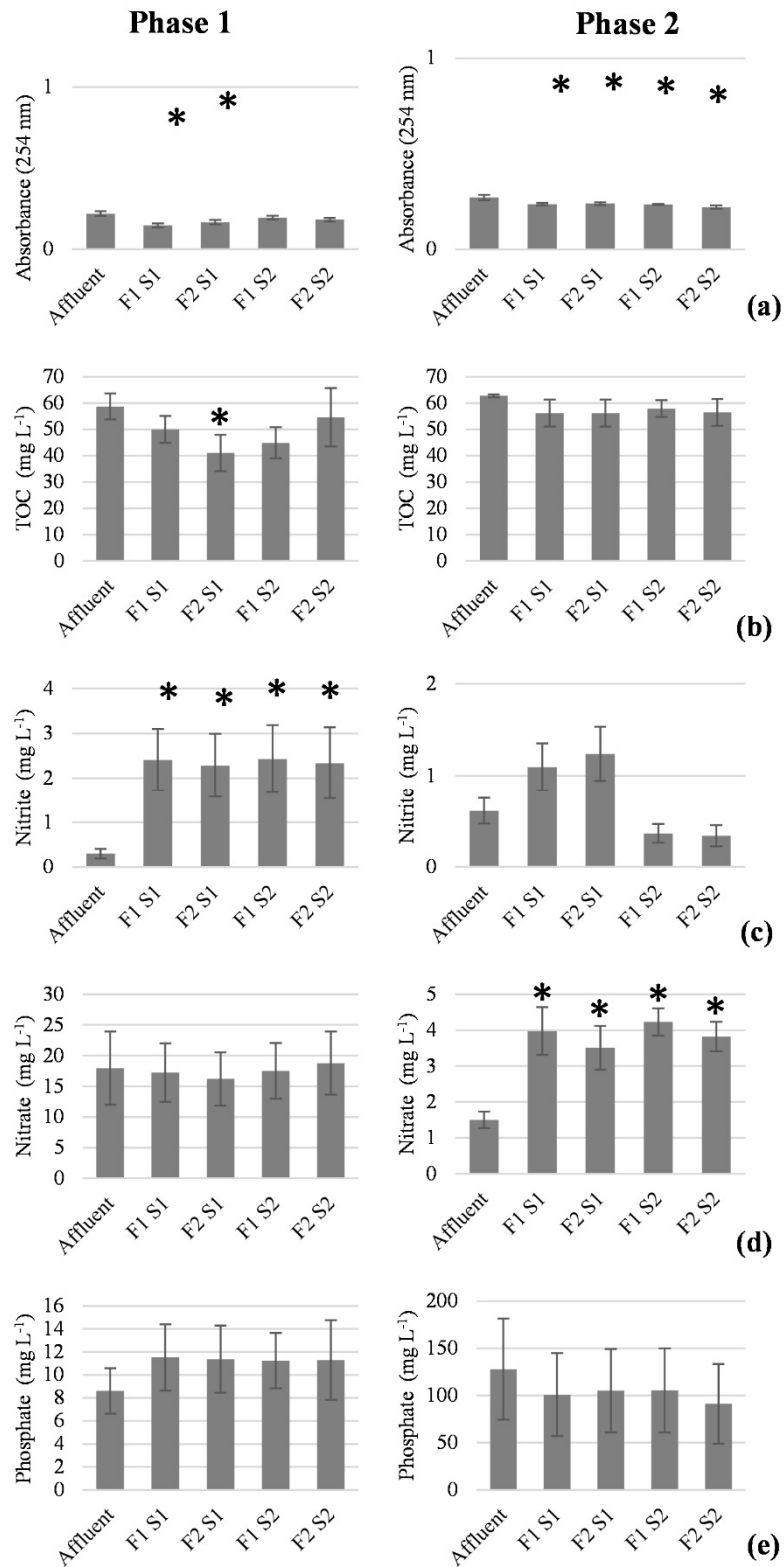 Phase 1
Phase 2
1
0
Absorbance (254 nm)
*
*
Affluent
F1 S1
F2 S1
F1 S2
F2 S2
1
0
Absorbance (254 nm)
*
*
*
*
Affluent
F1 S1
F2 S1
F1 S2
F2 S2
(a)
70
60
50
40
30
20
10
0
TOC (mg L⁻¹)
*
Affluent
F1 S1
F2 S1
F1 S2
F2 S2
70
60
50
40
30
20
10
0
TOC (mg L⁻¹)
Affluent
F1 S1
F2 S1
F1 S2
F2 S2
(b)
4
3
2
1
0
Nitrite (mg L⁻¹)
*
*
*
*
Affluent
F1 S1
F2 S1
F1 S2
F2 S2
2
1
0
Nitrite (mg L⁻¹)
Affluent
F1 S1
F2 S1
F1 S2
F2 S2
(c)
30
25
20
15
10
5
0
Nitrate (mg L⁻¹)
Affluent
F1 S1
F2 S1
F1 S2
F2 S2
5
4
3
2
1
0
Nitrate (mg L⁻¹)
*
*
*
*
Affluent
F1 S1
F2 S1
F1 S2
F2 S2
(d)
16
14
12
10
8
6
4
2
0
Phosphate (mg L⁻¹)
Affluent
F1 S1
F2 S1
F1 S2
F2 S2
200
150
100
50
0
Phosphate (mg L⁻¹)
Affluent
F1 S1
F2 S1
F1 S2
F2 S2
(e)